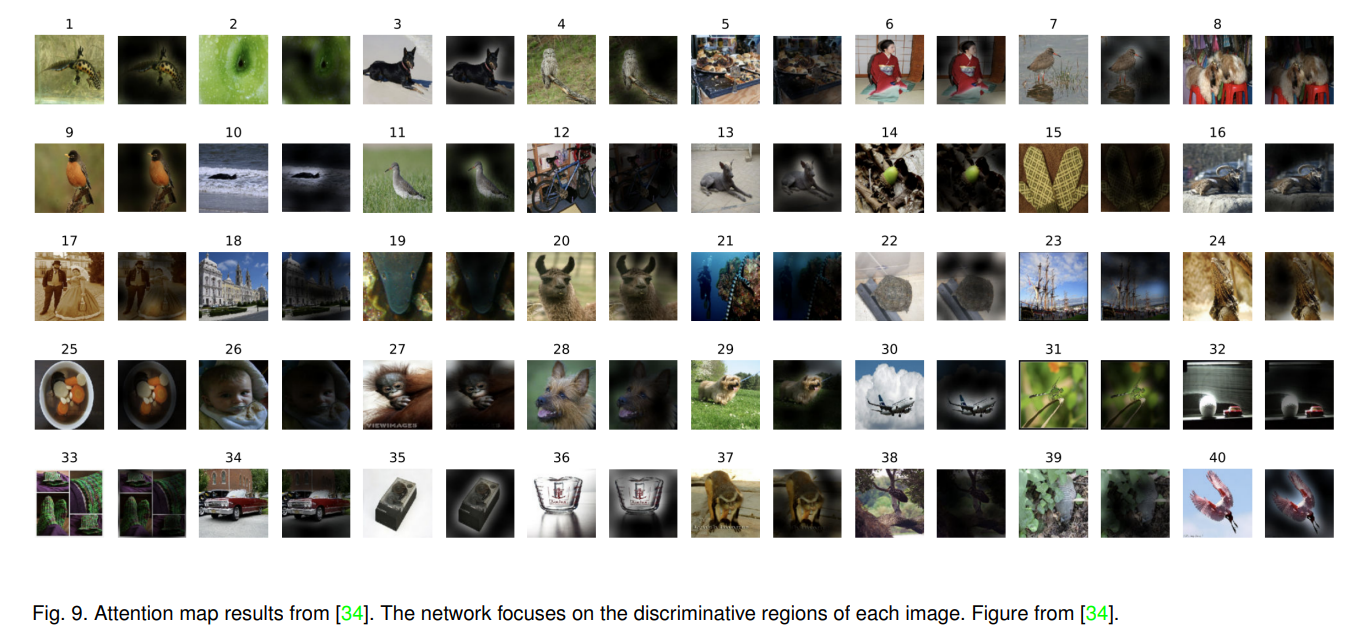 1 2 3 4 5 6 7 8
9 10 11 12 13 14 15 16
17 18 19 20 21 22 23 24
25 26 27 28 29 30 31 32
VIEWIMAGES
33 34 35 36 37 38 39 40
Fig. 9. Attention map results from [34]. The network focuses on the discriminative regions of each image. Figure from [34].